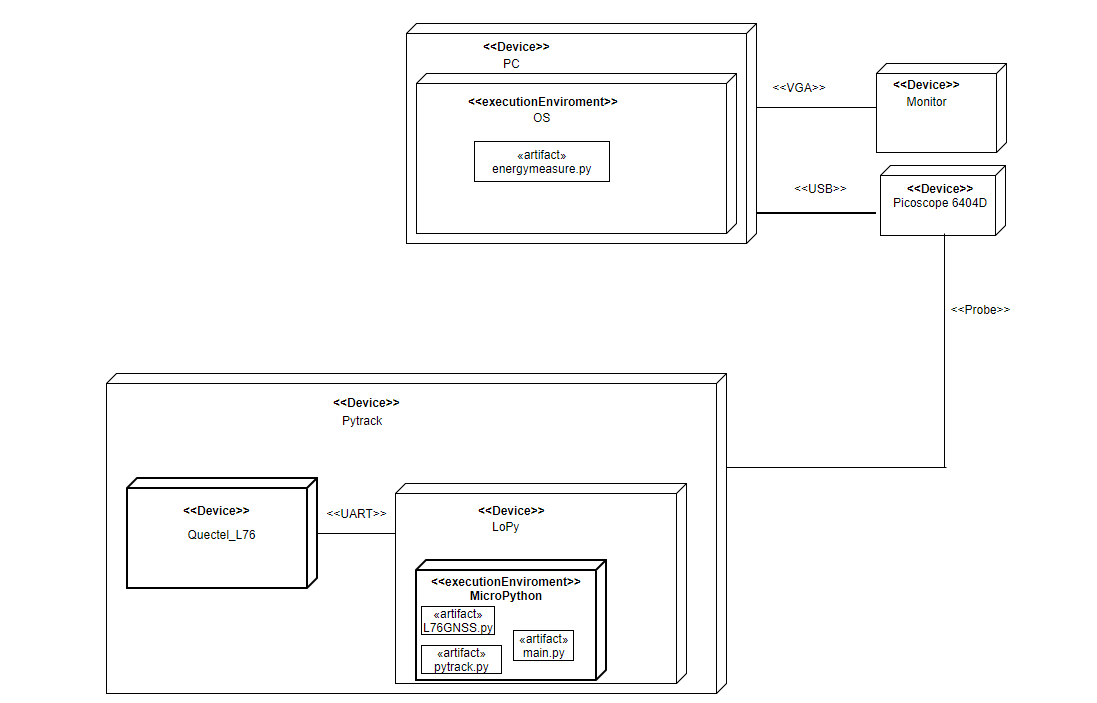 <<Device>>
PC
<<executionEnviroment>>
OS
«artifact»
energymeasure.py
<<VGA>>
<<Device>>
Monitor
<<USB>>
<<Device>>
Picoscope 6404D
<<Probe>>
<<Device>>
Pytrack
<<Device>>
Quectel_L76
<<UART>>
<<Device>>
LoPy
<<executionEnviroment>>
MicroPython
«artifact»
L76GNSS.py
«artifact»
main.py
«artifact»
pytrack.py